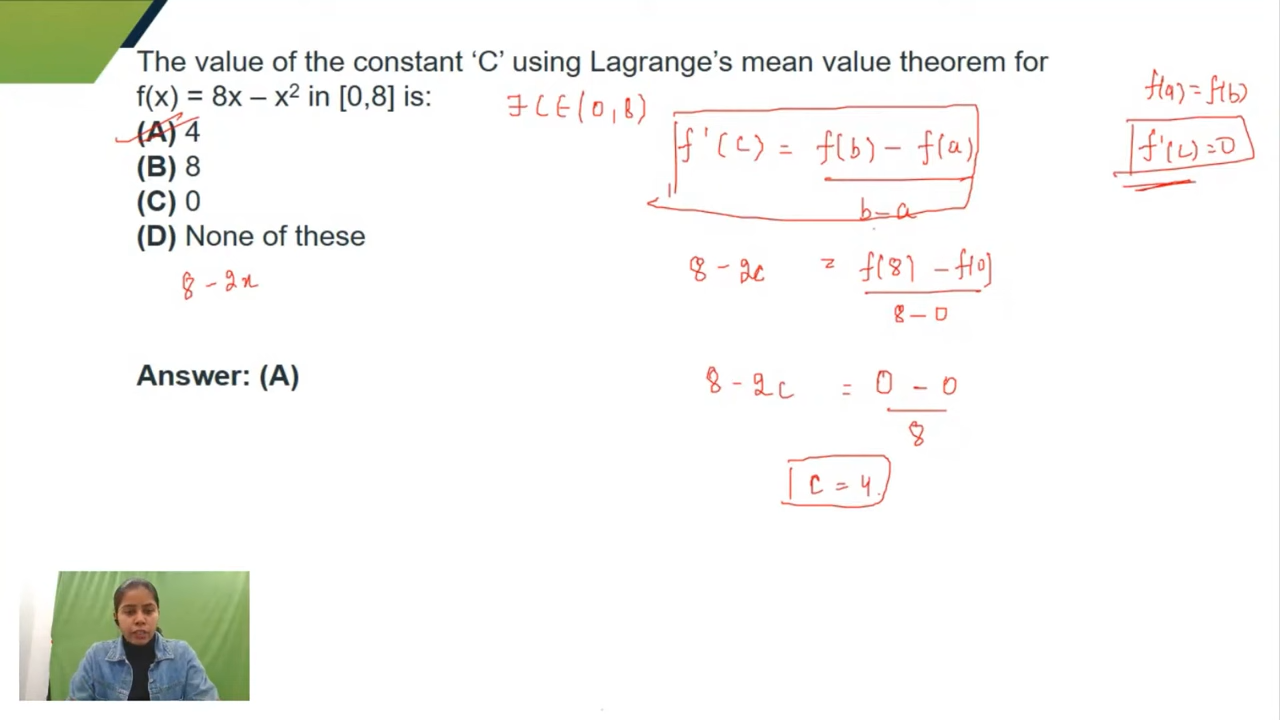 The value of the constant ‘C’ using Lagrange’s mean value theorem for
f(x) = 8x – x² in [0,8] is:
(A) 4
(B) 8
(C) 0
(D) None of these
8 - 2x
Answer: (A)
∃ C ∈ (0,8)
f'(c) = f(b) - f(a)
b - a
8 - 2c = f(8) - f(0)
8 - 0
8 - 2c = 0 - 0
8
c = 4
f(a) = f(b)
f'(c) = 0